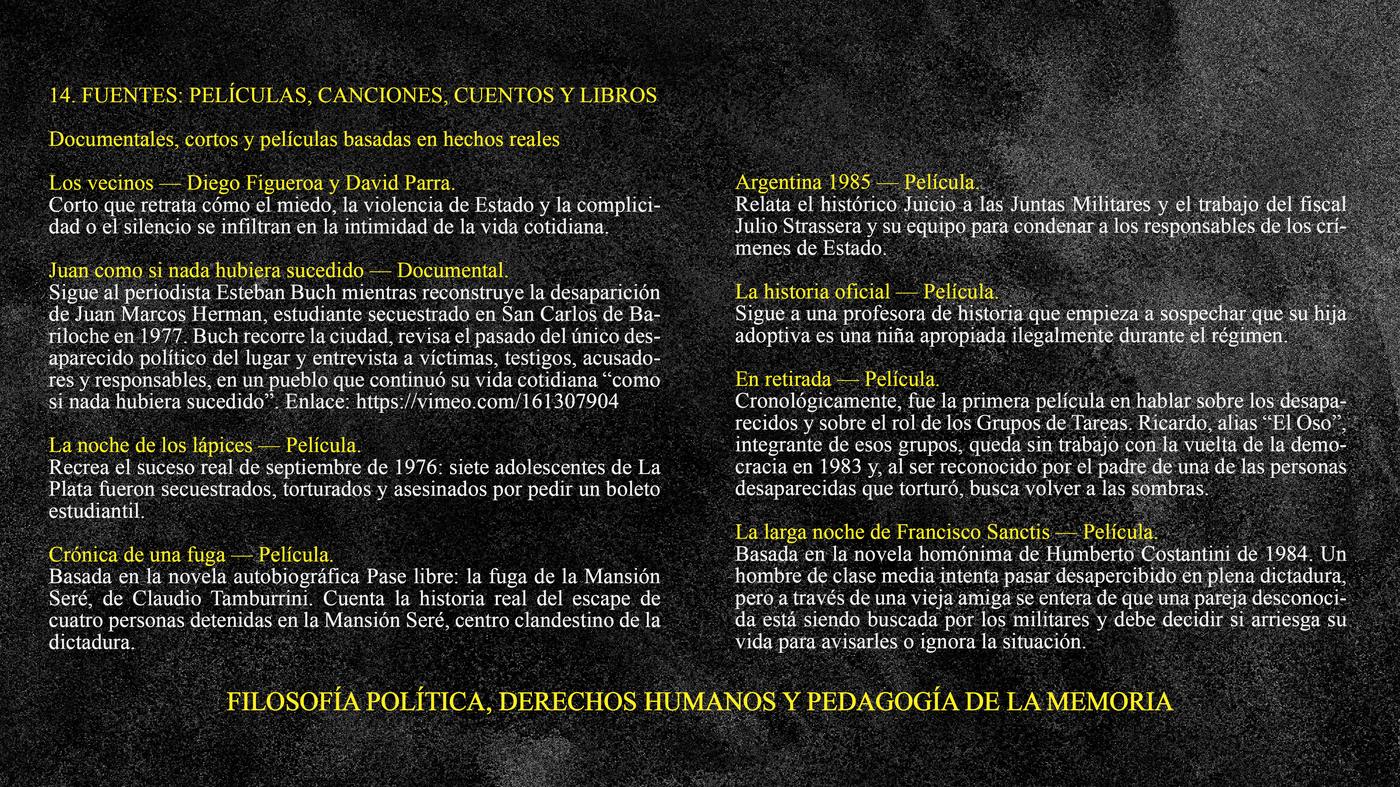 14. FUENTES: PELÍCULAS, CANCIONES, CUENTOS Y LIBROS
Documentales, cortos y películas basadas en hechos reales
Los vecinos — Diego Figueroa y David Parra.
Corto que retrata cómo el miedo, la violencia de Estado y la complici-
dad o el silencio se infiltran en la intimidad de la vida cotidiana.
Juan como si nada hubiera sucedido — Documental.
Sigue al periodista Esteban Buch mientras reconstruye la desaparición
de Juan Marcos Herman, estudiante secuestrado en San Carlos de Ba-
riloche en 1977. Buch recorre la ciudad, revisa el pasado del único des-
aparecido político del lugar y entrevista a víctimas, testigos, acusado-
res y responsables, en un pueblo que continuó su vida cotidiana “como
si nada hubiera sucedido”. Enlace: https://vimeo.com/161307904
La noche de los lápices — Película.
Recrea el suceso real de septiembre de 1976: siete adolescentes de La
Plata fueron secuestrados, torturados y asesinados por pedir un boleto
estudiantil.
Crónica de una fuga — Película.
Basada en la novela autobiográfica Pase libre: la fuga de la Mansión
Seré, de Claudio Tamburrini. Cuenta la historia real del escape de
cuatro personas detenidas en la Mansión Seré, centro clandestino de la
dictadura.
Argentina 1985 — Película.
Relata el histórico Juicio a las Juntas Militares y el trabajo del fiscal
Julio Strassera y su equipo para condenar a los responsables de los crí-
menes de Estado.
La historia oficial — Película.
Sigue a una profesora de historia que empieza a sospechar que su hija
adoptiva es una niña apropiada ilegalmente durante el régimen.
En retirada — Película.
Cronológicamente, fue la primera película en hablar sobre los desapa-
recidos y sobre el rol de los Grupos de Tareas. Ricardo, alias “El Oso”,
integrante de esos grupos, queda sin trabajo con la vuelta de la demo-
cracia en 1983 y, al ser reconocido por el padre de una de las personas
desaparecidas que torturó, busca volver a las sombras.
La larga noche de Francisco Sanctis — Película.
Basada en la novela homónima de Humberto Costantini de 1984. Un
hombre de clase media intenta pasar desapercibido en plena dictadura,
pero a través de una vieja amiga se entera de que una pareja desconoci-
da está siendo buscada por los militares y debe decidir si arriesga su
vida para avisarles o ignora la situación.
FILOSOFÍA POLÍTICA, DERECHOS HUMANOS Y PEDAGOGÍA DE LA MEMORIA